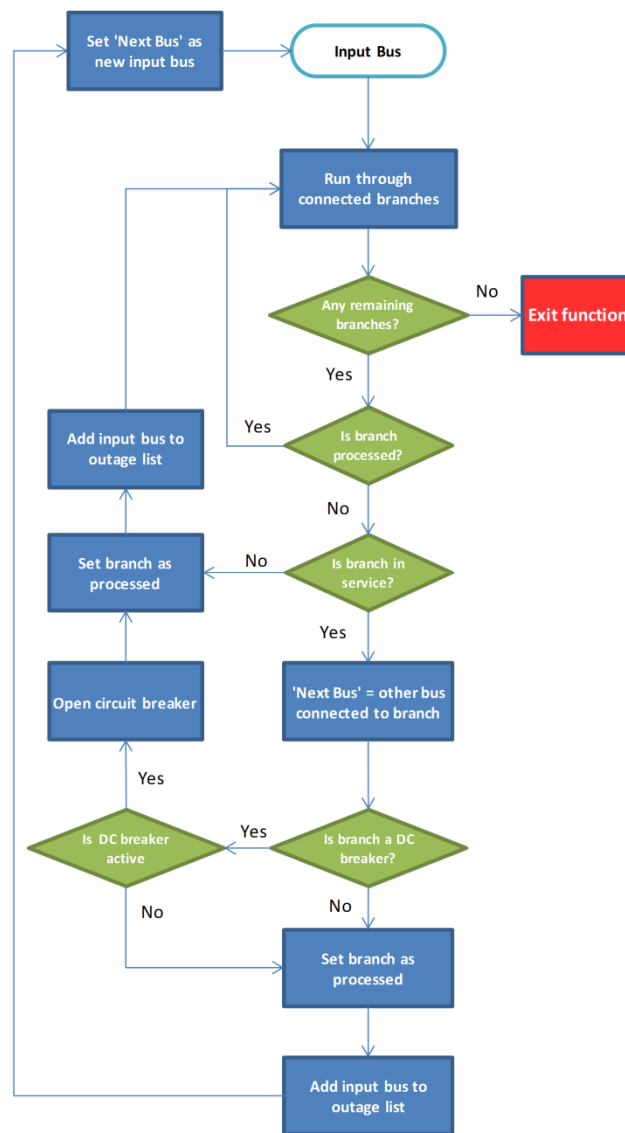 Set 'Next Bus' as
new input bus
Input Bus
Run through
connected branches
Any remaining
branches?
No
Exit function
Yes
Add input bus to
outage list
Yes
Is branch
processed?
No
Set branch as
processed
No
Is branch in
service?
Yes
Open circuit breaker
'Next Bus' = other bus
connected to branch
Yes
Is DC breaker
active
Yes
Is branch a DC
breaker?
No
No
Set branch as
processed
Add input bus to
outage list